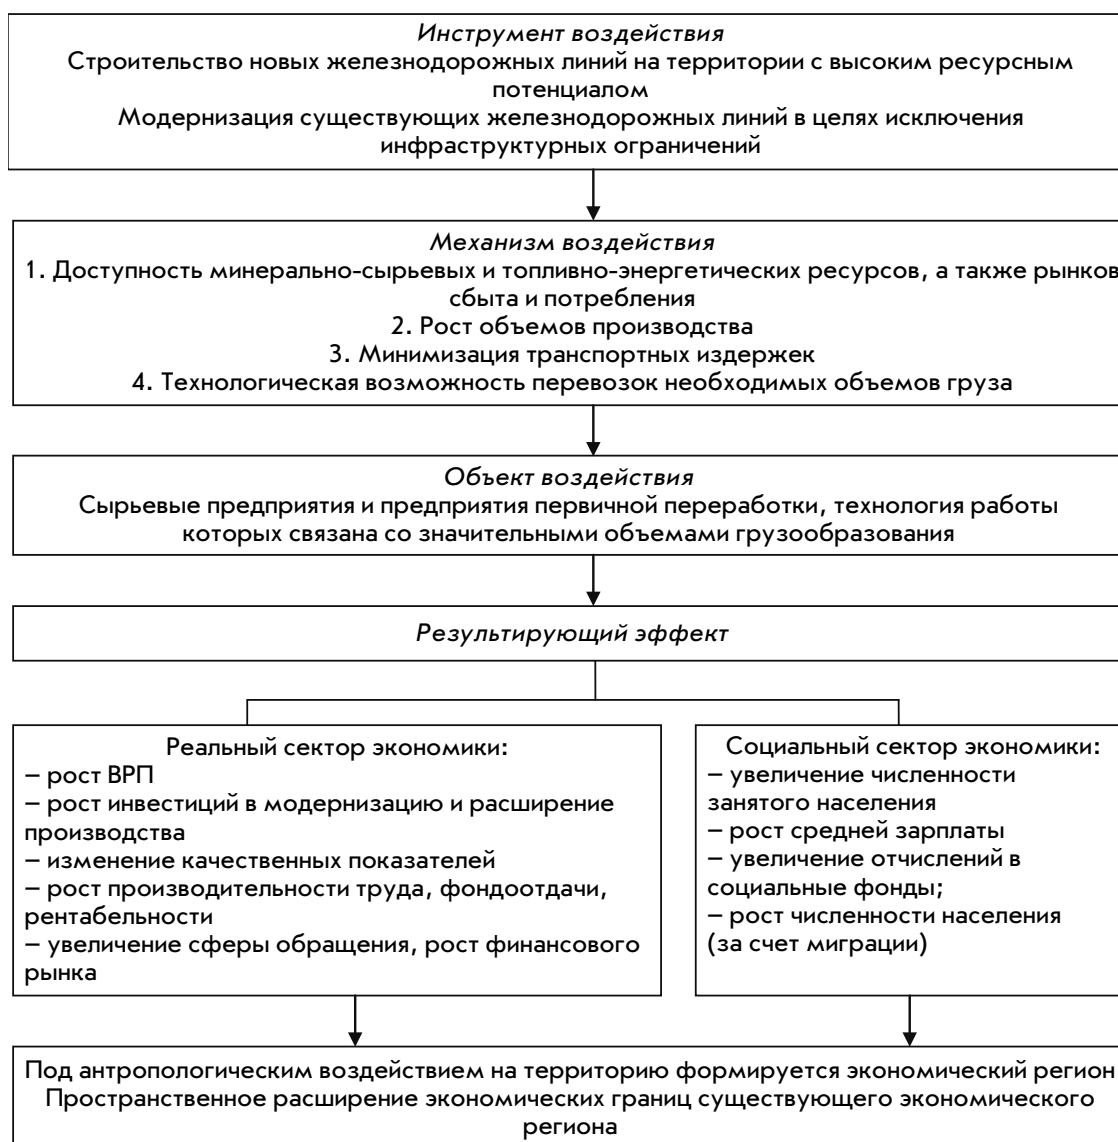 Инструмент воздействия
Строительство новых железнодорожных линий на территории с высоким ресурсным
потенциалом
Модернизация существующих железнодорожных линий в целях исключения
инфраструктурных ограничений
Механизм воздействия
1. Доступность минерально-сырьевых и топливно-энергетических ресурсов, а также рынков
сбыта и потребления
2. Рост объемов производства
3. Минимизация транспортных издержек
4. Технологическая возможность перевозок необходимых объемов груза
Объект воздействия
Сырьевые предприятия и предприятия первичной переработки, технология работы
которых связана со значительными объемами грузообразования
Результирующий эффект
Реальный сектор экономики:
– рост ВРП
– рост инвестиций в модернизацию и расширение
производства
– изменение качественных показателей
– рост производительности труда, фондоотдачи,
рентабельности
– увеличение сферы обращения, рост финансового
рынка
Социальный сектор экономики:
– увеличение численности
занятого населения
– рост средней зарплаты
– увеличение отчислений в
социальные фонды;
– рост численности населения
(за счет миграции)
Под антропологическим воздействием на территорию формируется экономический регион
Пространственное расширение экономических границ существующего экономического
региона